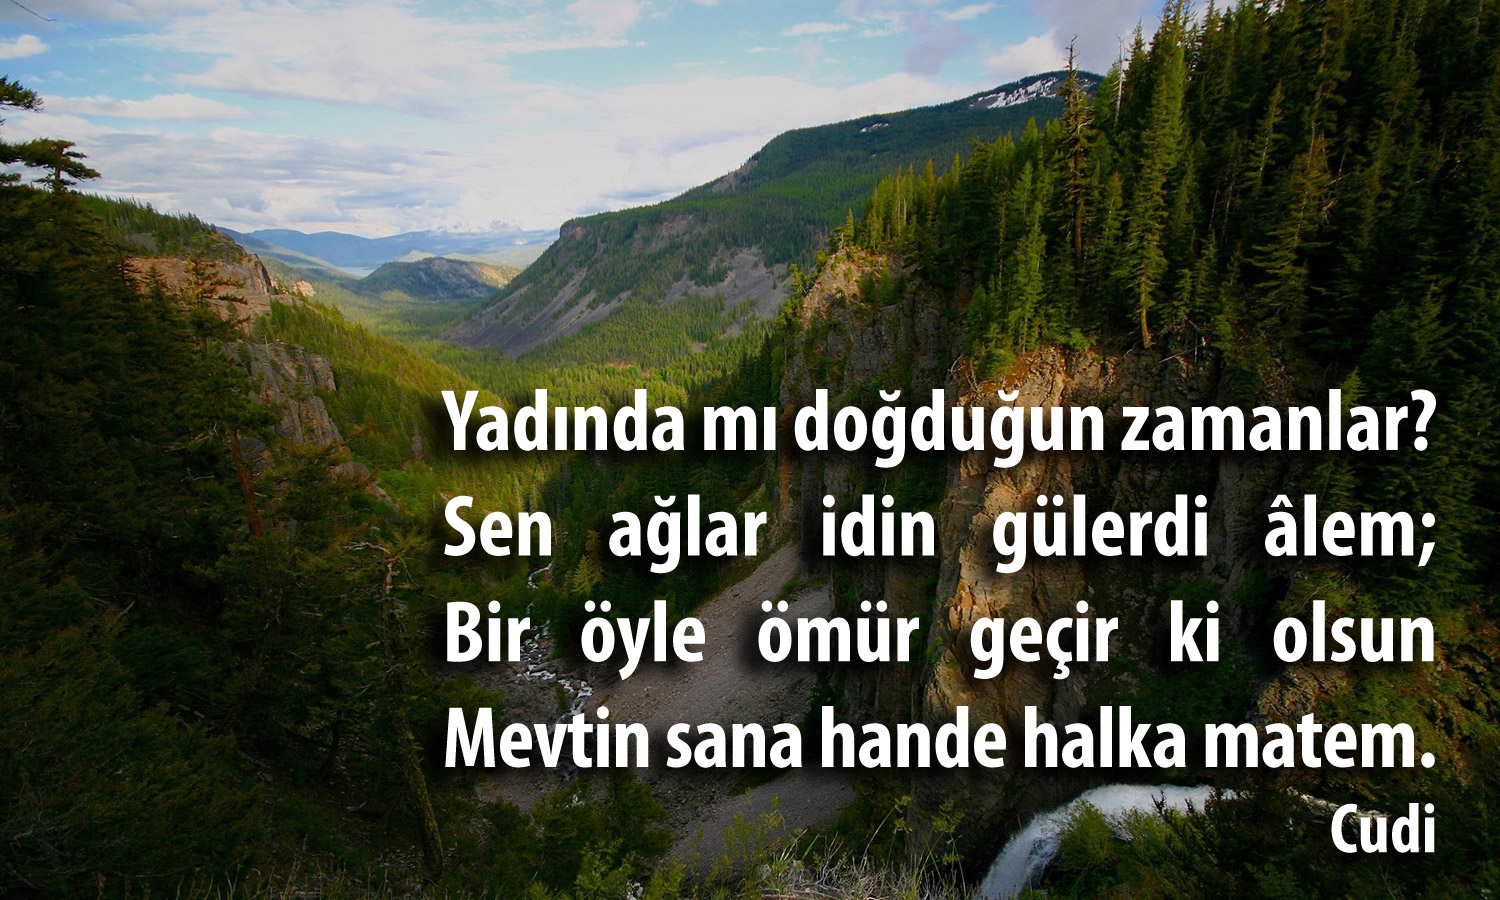 Yadında mı doğduğun zamanlar?
Sen ağlar idin gülerdi âlem;
Bir öyle ömür geçir ki olsun
Mevtin sana hande halka matem.
Cudi